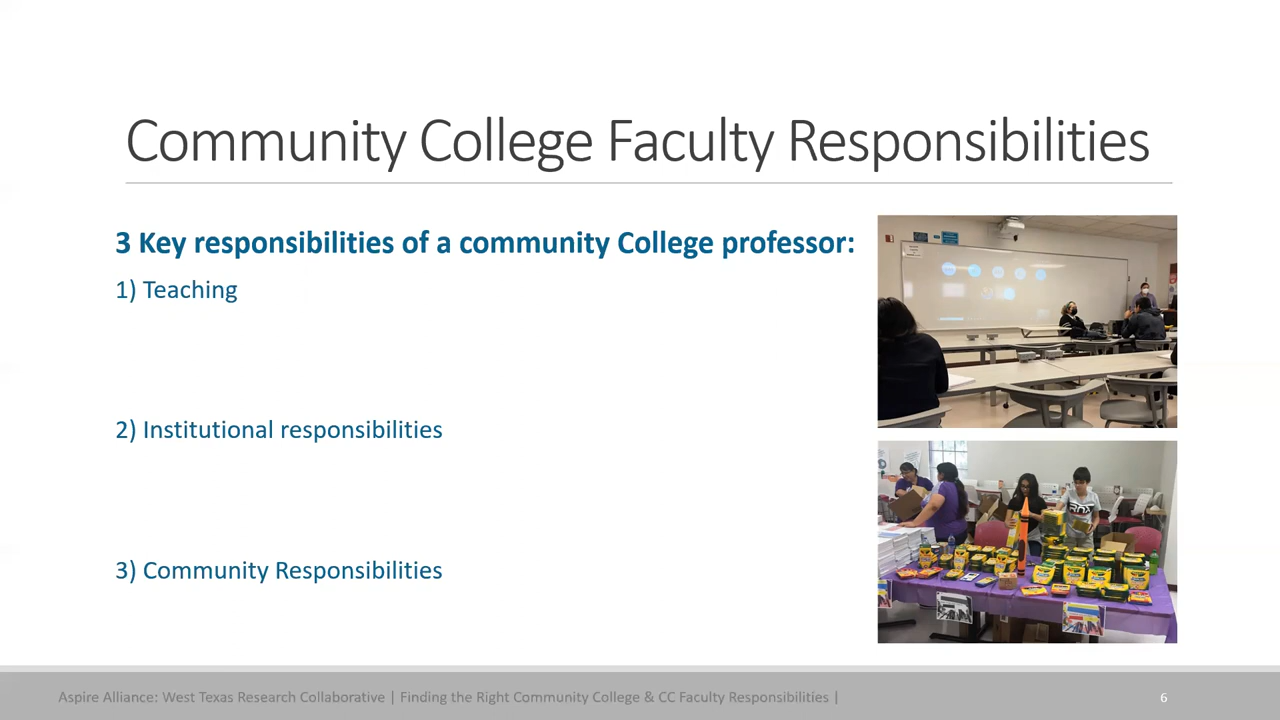 Community College Faculty Responsibilities
3 Key responsibilities of a community College professor:
1) Teaching
2) Institutional responsibilities
3) Community Responsibilities
Aspire Alliance: West Texas Research Collaborative | Finding the Right Community College & CC Faculty Responsibilities |
6